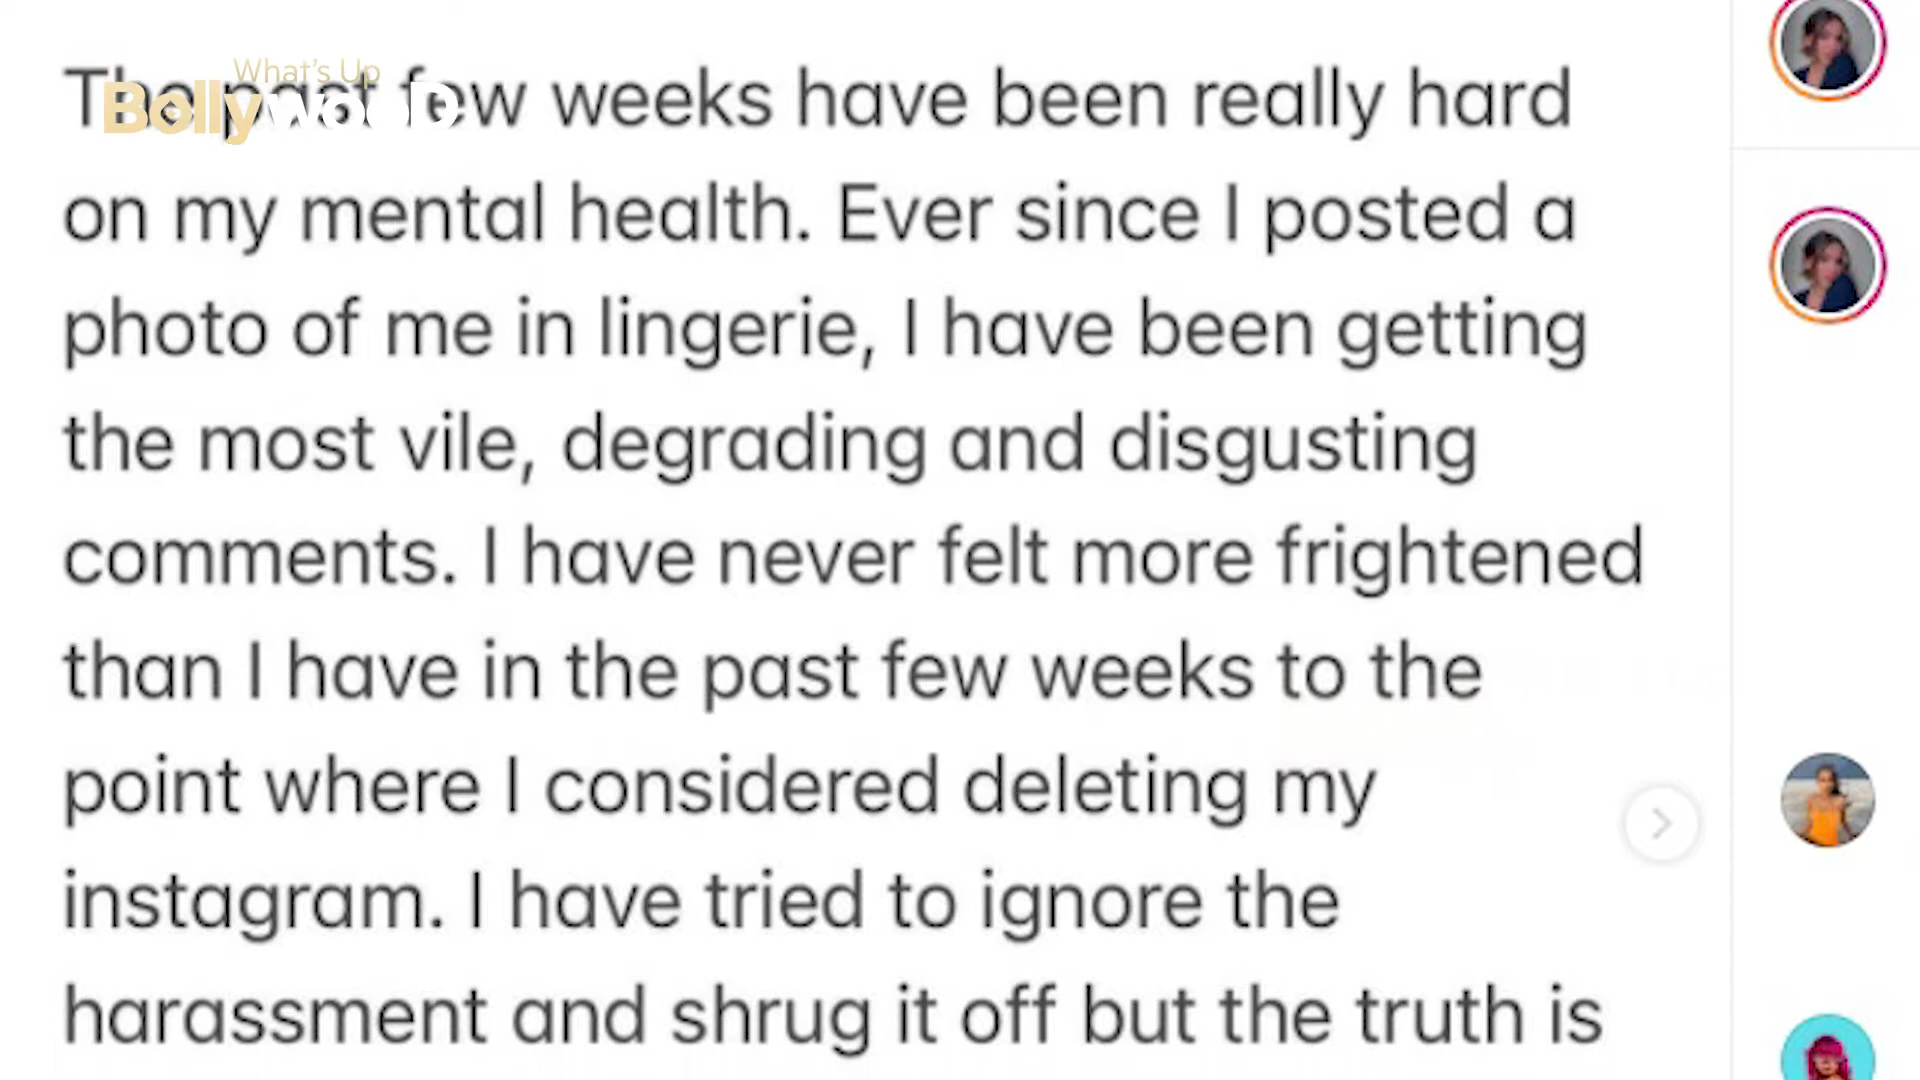 What's Up
BollywooD
The past few weeks have been really hard
on my mental health. Ever since I posted a
photo of me in lingerie, I have been getting
the most vile, degrading and disgusting
comments. I have never felt more frightened
than I have in the past few weeks to the
point where I considered deleting my
instagram. I have tried to ignore the
harassment and shrug it off but the truth is